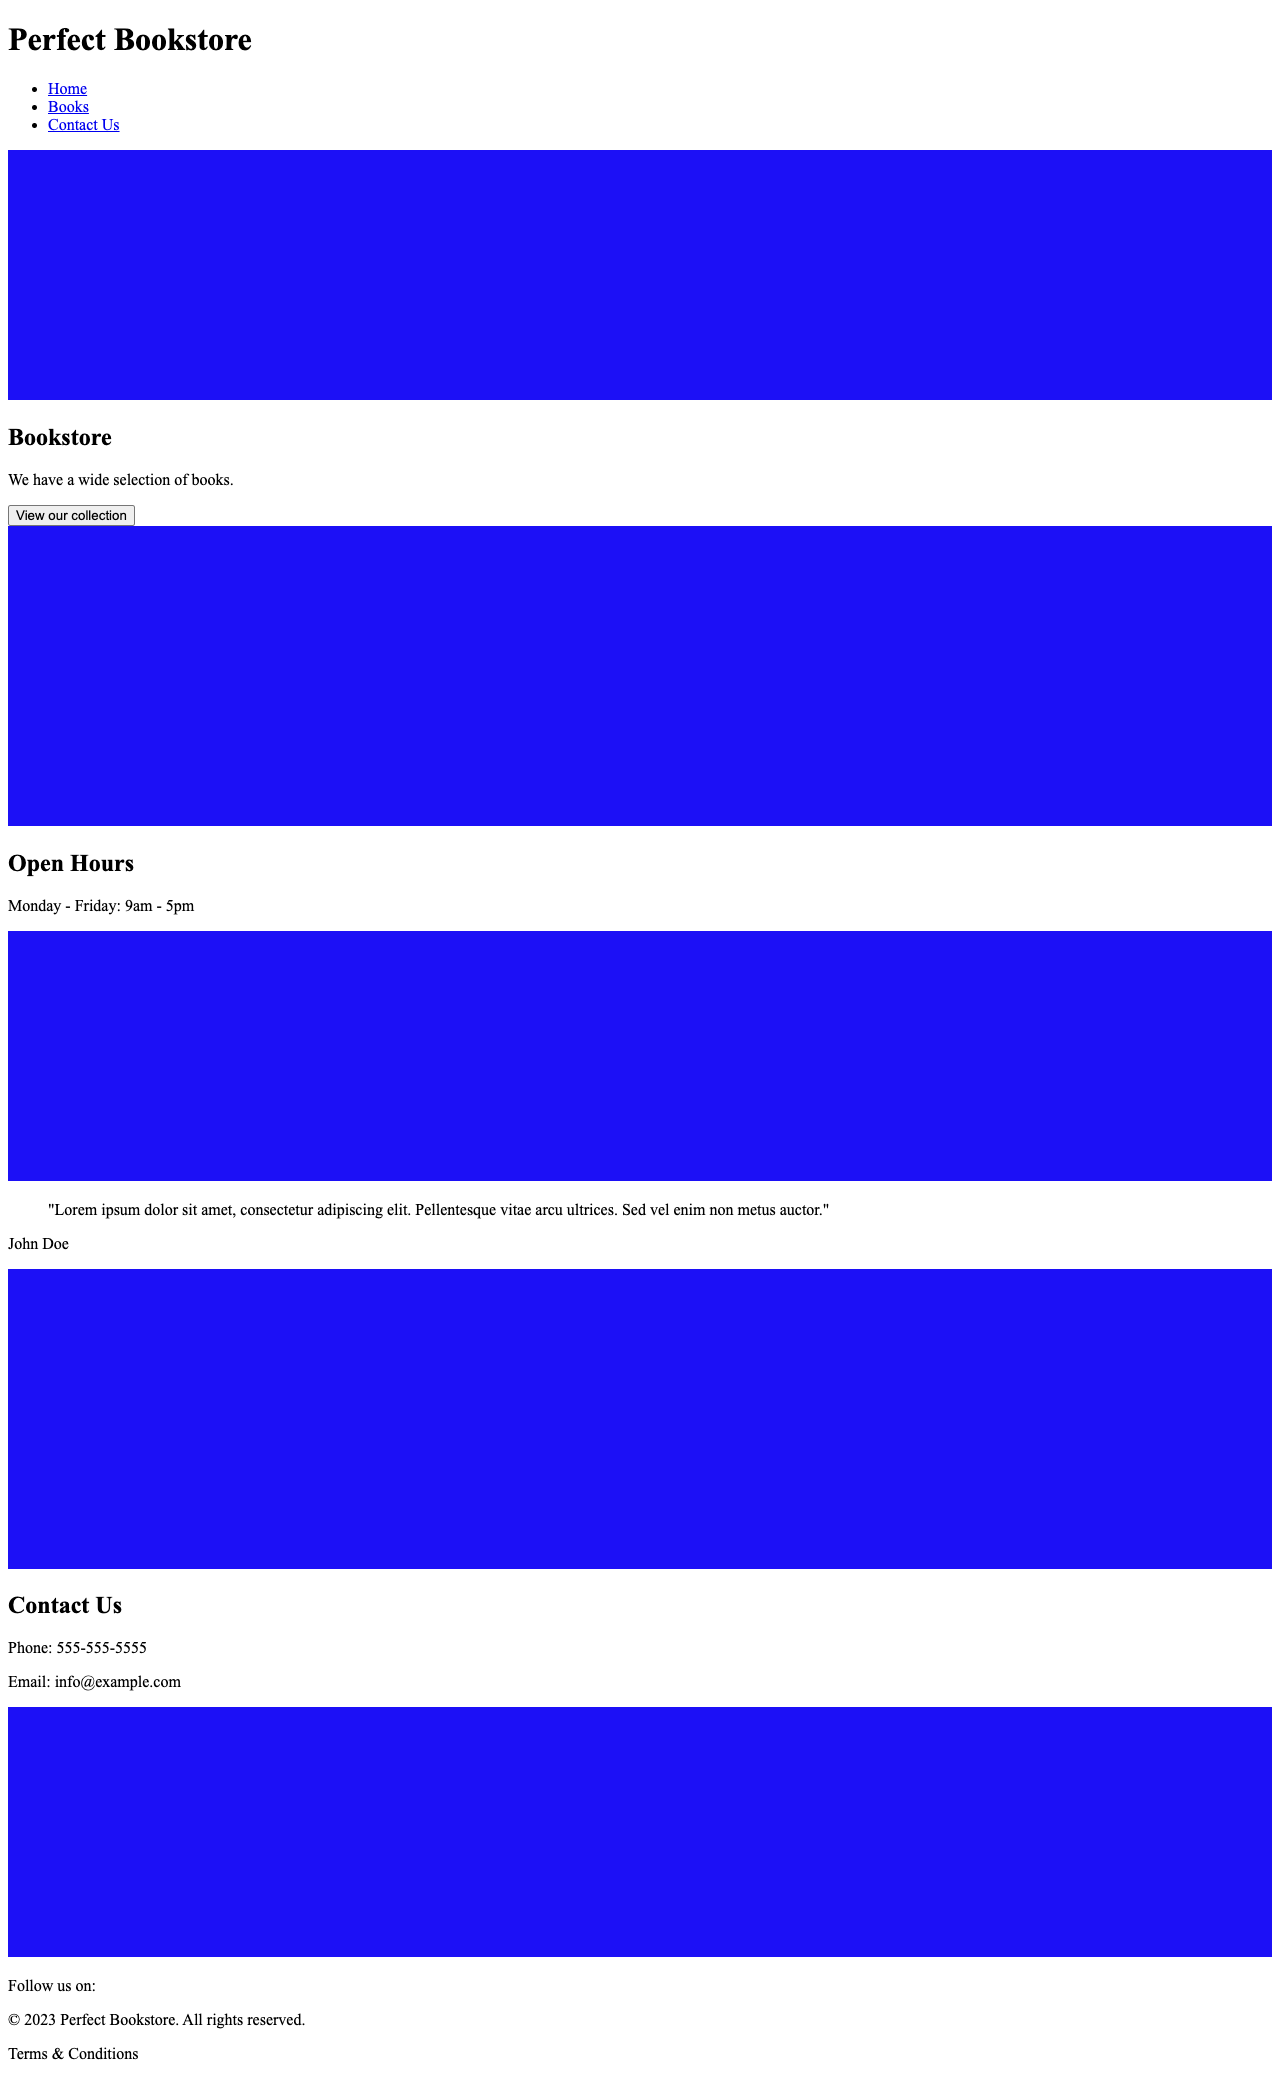 Perfect Bookstore
Home
Books
Contact Us
Bookstore
We have a wide selection of books.
View our collection
Open Hours
Monday - Friday: 9am - 5pm
"Lorem ipsum dolor sit amet, consectetur adipiscing elit. Pellentesque vitae arcu ultrices. Sed vel enim non metus auctor."
John Doe
Contact Us
Phone: 555-555-5555
Email: info@example.com
Follow us on:
© 2023 Perfect Bookstore. All rights reserved.
Terms & Conditions